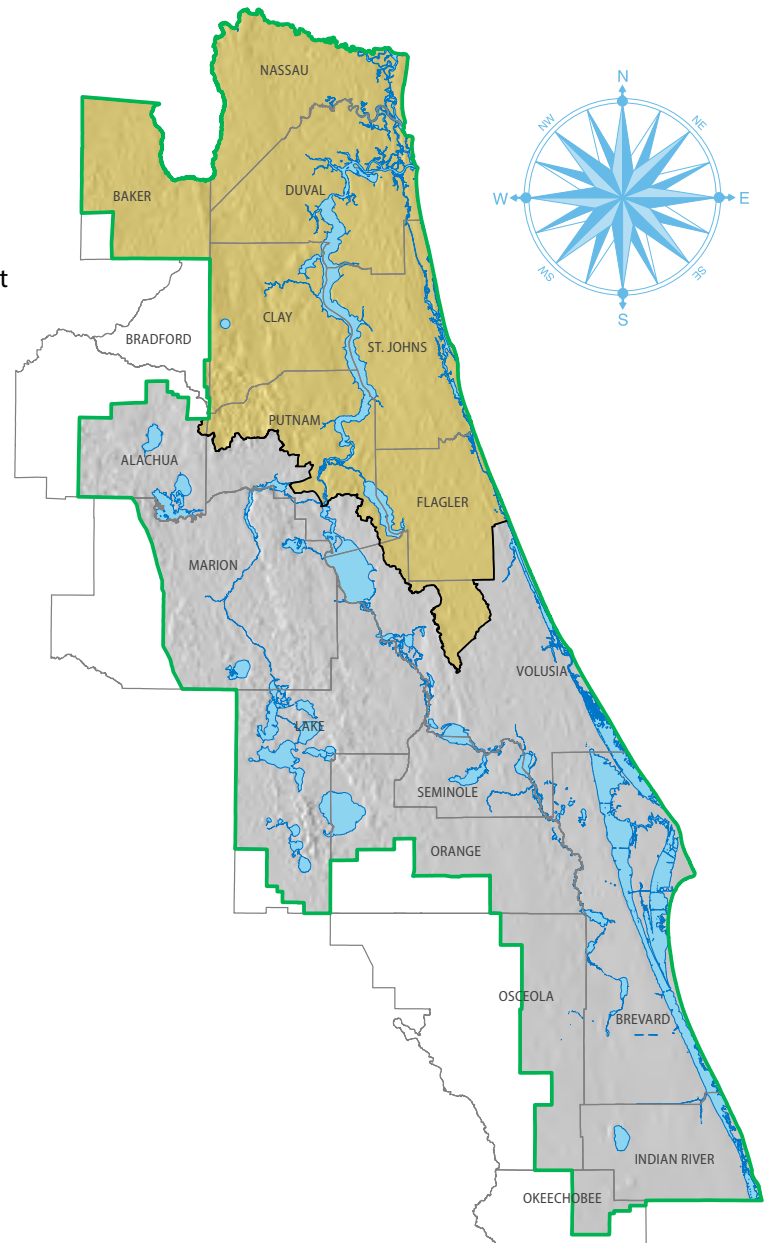 N
NW
NE
W
E
SW
SE
S
NASSAU
BAKER
DUVAL
t
CLAY
BRADFORD
ST. JOHNS
PUTNAM
ALACHUA
FLAGLER
MARION
VOLUSIA
LAKE
SEMINOLE
ORANGE
OSCEOLA
BREVARD
INDIAN RIVER
OKEECHOBEE